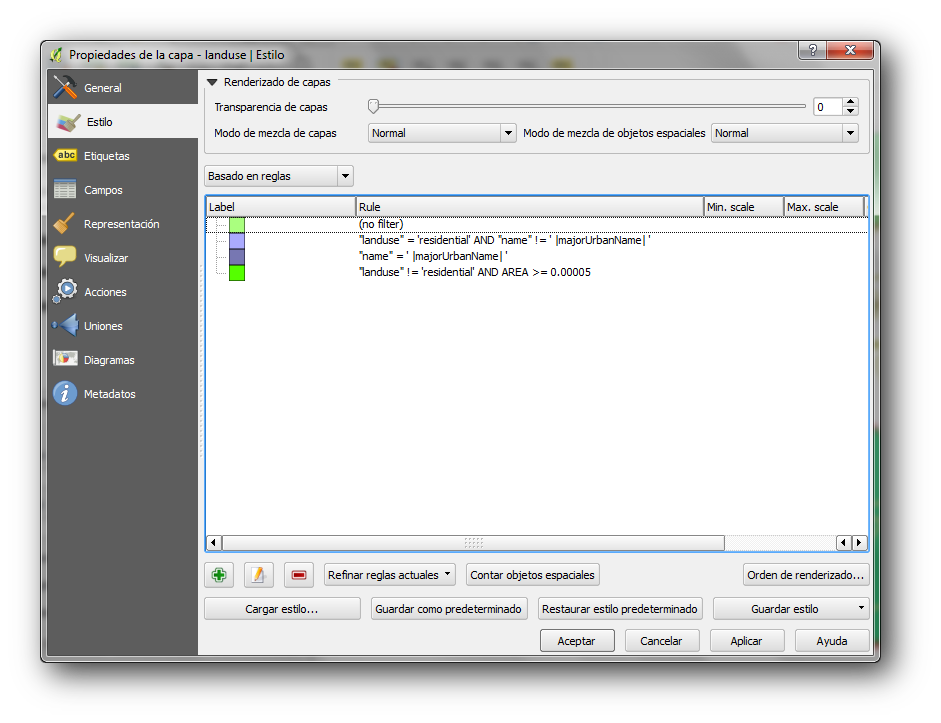 Propiedades de la capa - landuse | Estilo
?
General
Estilo
abc Etiquetas
Campos
Representación
Visualizar
Acciones
Uniones
Diagramas
i Metadatos
Renderizado de capas
Transparencia de capas 0
Modo de mezcla de capas Normal Modo de mezcla de objetos espaciales Normal
Basado en reglas
Label Rule Min. scale Max. scale
(no filter)
"landuse" = 'residential' AND "name" != ' |majorUrbanName| '
"name" = ' |majorUrbanName| '
"landuse" != 'residential' AND AREA >= 0.00005
Refinar reglas actuales Contar objetos espaciales Orden de renderizado...
Cargar estilo... Guardar como predeterminado Restaurar estilo predeterminado Guardar estilo
Aceptar Cancelar Aplicar Ayuda